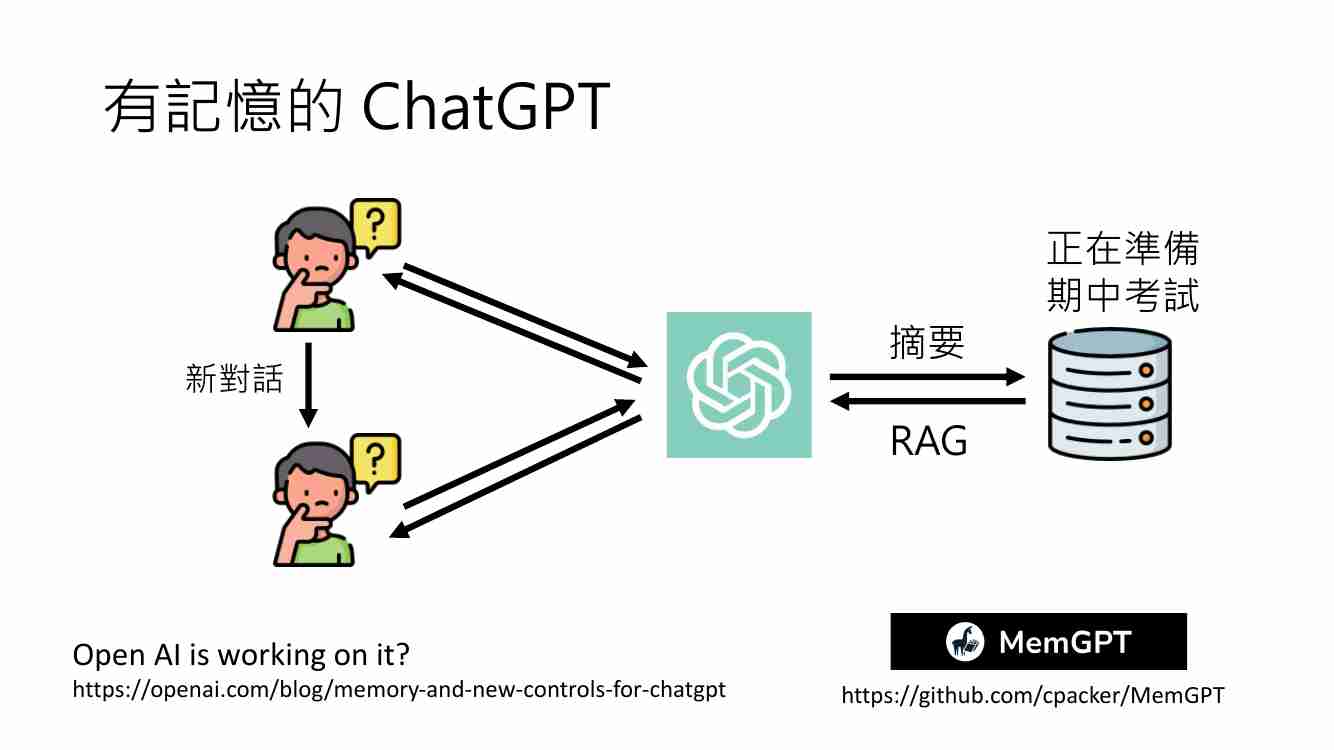 有記憶的 ChatGPT
?
新對話
?
摘要
RAG
正在準備
期中考試
Open AI is working on it?
https://openai.com/blog/memory-and-new-controls-for-chatgpt
MemGPT
https://github.com/cpacker/MemGPT